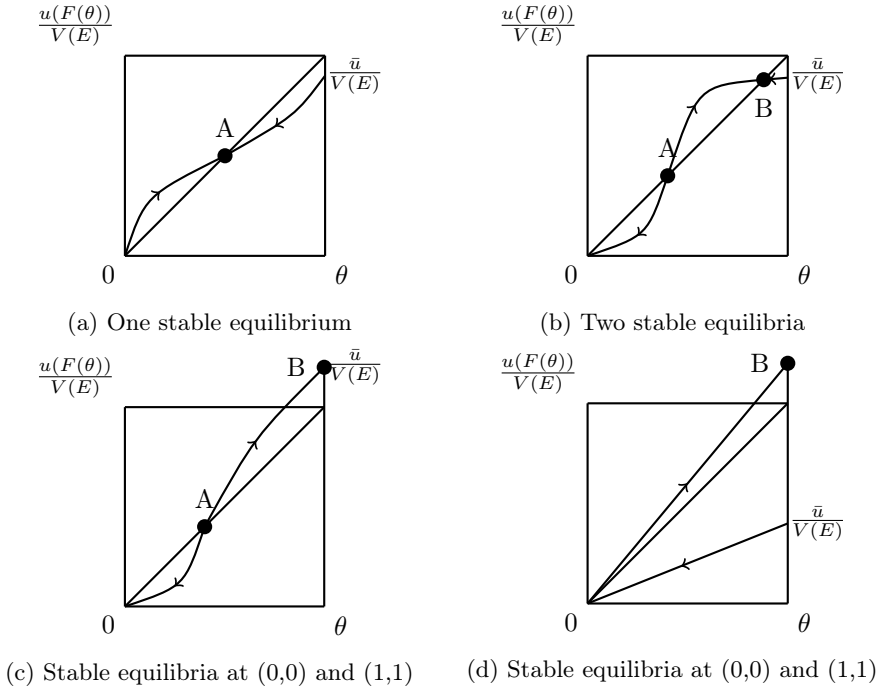 u(F(θ))
V(E)
A
ū
V(E)
0
θ
(a) One stable equilibrium
u(F(θ))
V(E)
A
B
ū
V(E)
0
θ
(b) Two stable equilibria
u(F(θ))
V(E)
A
B
ū
V(E)
0
θ
(c) Stable equilibria at (0,0) and (1,1)
u(F(θ))
V(E)
B
ū
V(E)
0
θ
(d) Stable equilibria at (0,0) and (1,1)